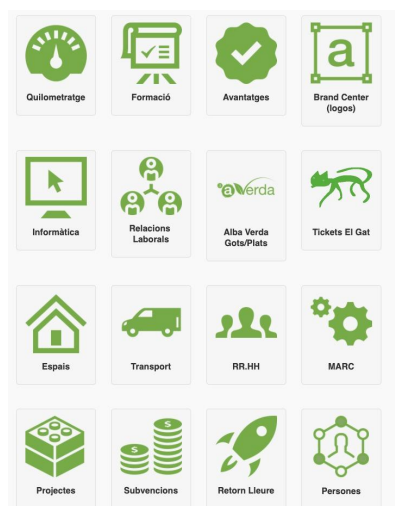 Quilometratge
Formació
Avantatges
a
Brand Center
(logos)
Informàtica
Relacions
Laborals
aVerda
Alba Verda
Gots/Plats
Tickets El Gat
Espais
Transport
RR.HH
MARC
Projectes
S
S
Subvencions
Retorn Lleure
Persones